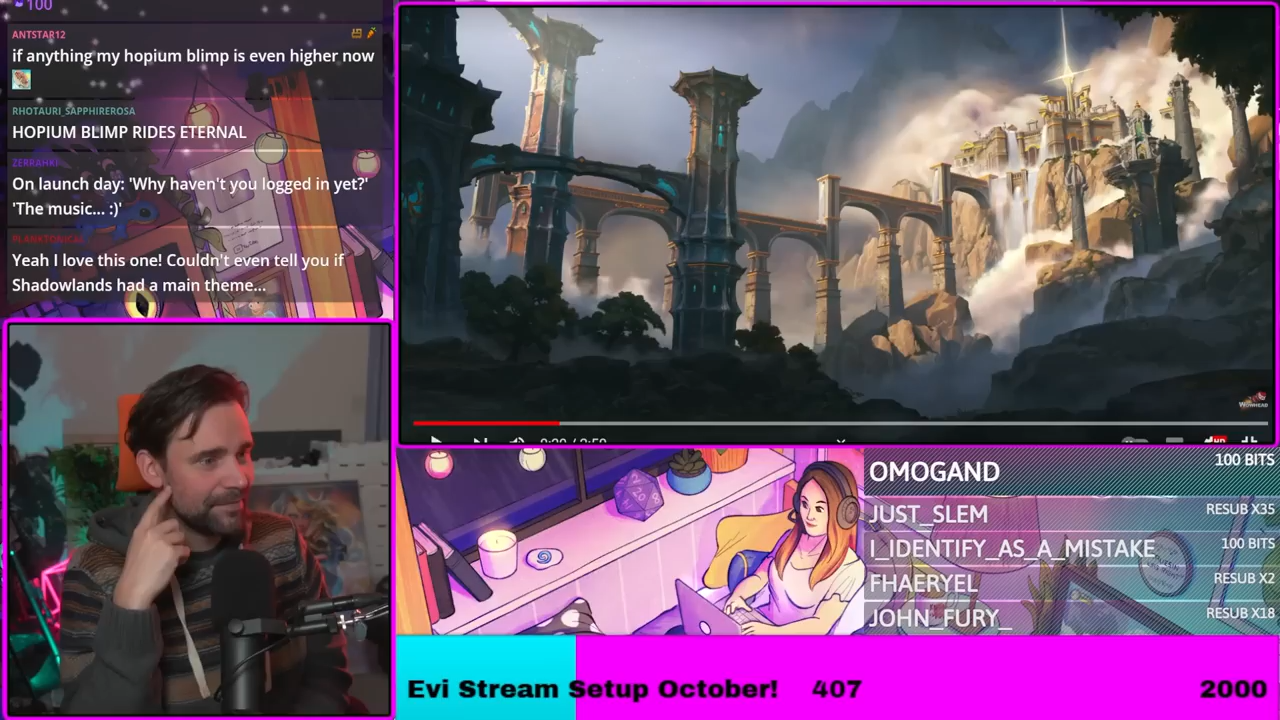 100
ANTSTAR12
if anything my hopium blimp is even higher now
RHOTAURI_SAPPHIREROSA
HOPIUM BLIMP RIDES ETERNAL
ZERRAHKI
On launch day: 'Why haven't you logged in yet?'
'The music... :)'
Yeah I love this one! Couldn't even tell you if
Shadowlands had a main theme...
WOWHEAD
HD
OMOGAND 100 BITS
JUST_SLEM RESUB X35
I_IDENTIFY_AS_A_MISTAKE 100 BITS
FHAERYEL RESUB X2
JOHN_FURY_ RESUB X18
Evi Stream Setup October! 407 2000